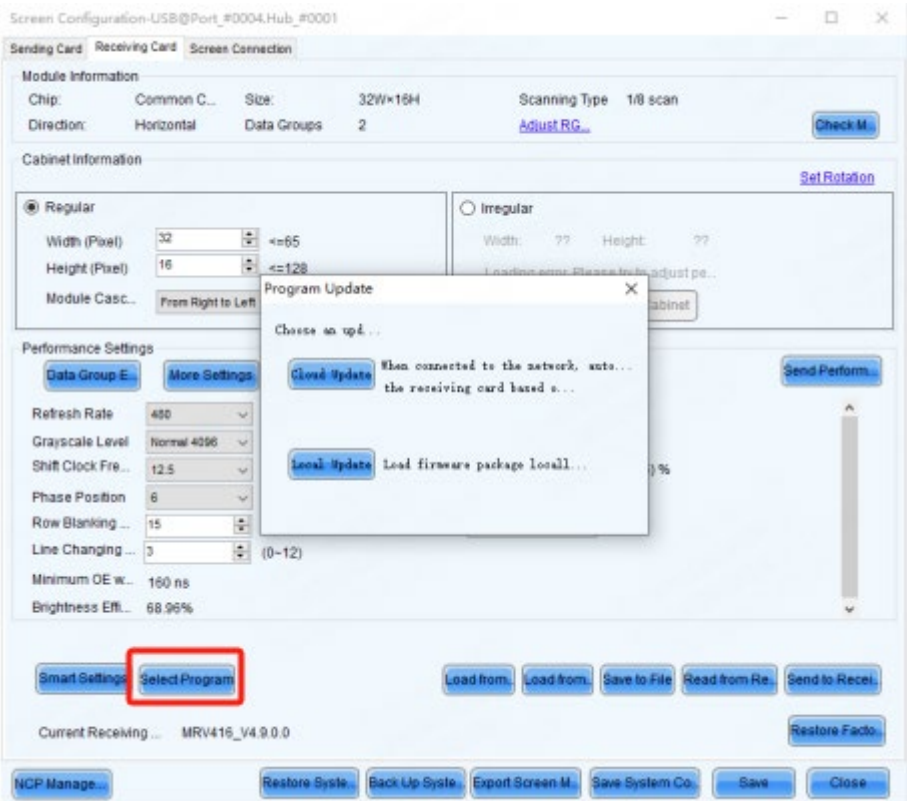 Screen Configuration-USB@Port_#0004.Hub_#0001
Sending Card Receiving Card Screen Connection
Module Information
Chip: Common C... Size: 32W×16H Scanning Type 1/8 scan
Direction: Horizontal Data Groups 2 Adjust RG... Check M...
Cabinet Information
Set Rotation
Regular Irregular
Width (Pixel) 32 <=65 Width: ?? Height: ??
Height (Pixel) 16 <=128 Loading error. Please try to adjust pe...
Module Casc... From Right to Left abinet
Program Update
Choose an upd...
Performance Settings
Data Group E... More Settings Cloud Update When connected to the network, auto... Send Perform...
the receiving card based o...
Refresh Rate 480
Grayscale Level Normal 4096
Shift Clock Fre... 12.5 Local Update Load firmware package locall... ) %
Phase Position 6
Row Blanking ... 15
Line Changing ... 3 (0~12)
Minimum OE w... 160 ns
Brightness Effi... 68.96%
Smart Settings Select Program Load from... Load from... Save to File Read from Re... Send to Recei...
Current Receiving ... MRV416_V4.9.0.0 Restore Facto...
NCP Manage... Restore Syste... Back Up Syste... Export Screen M... Save System Co... Save Close